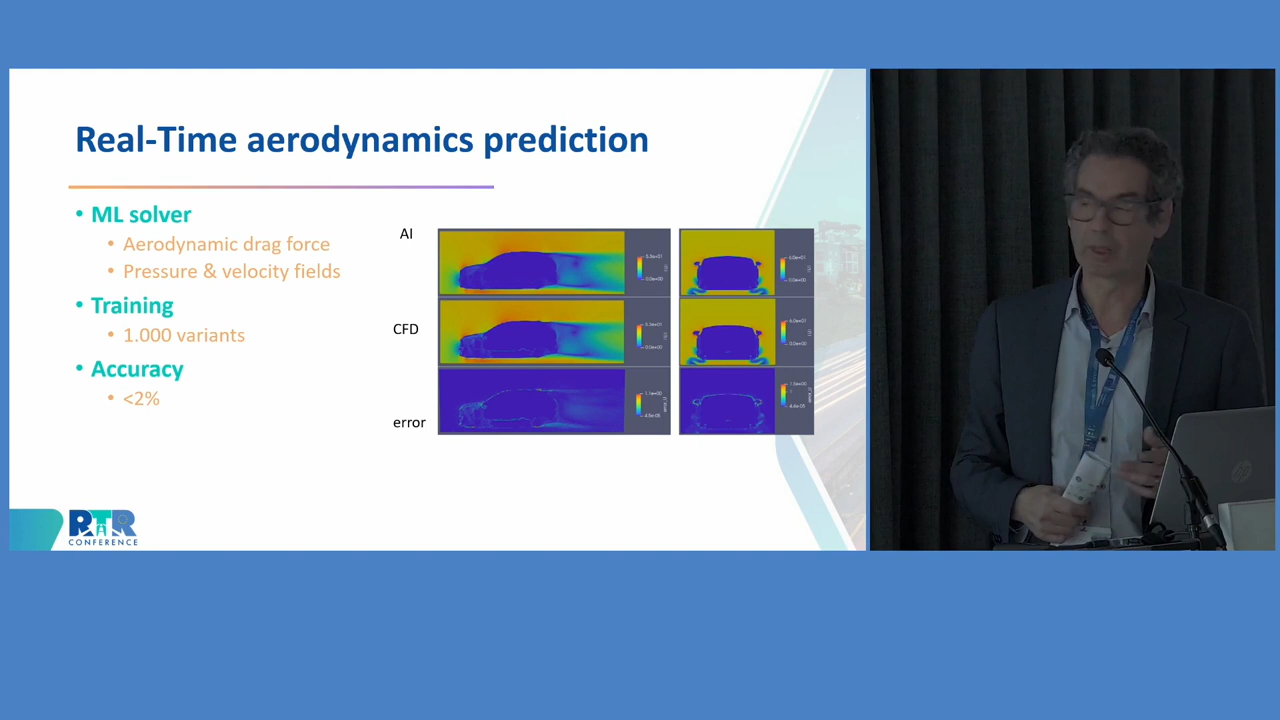 Real-Time aerodynamics prediction
• ML solver
• Aerodynamic drag force
• Pressure & velocity fields
• Training
• 1.000 variants
• Accuracy
• <2%
AI
CFD
error
RTR
CONFERENCE